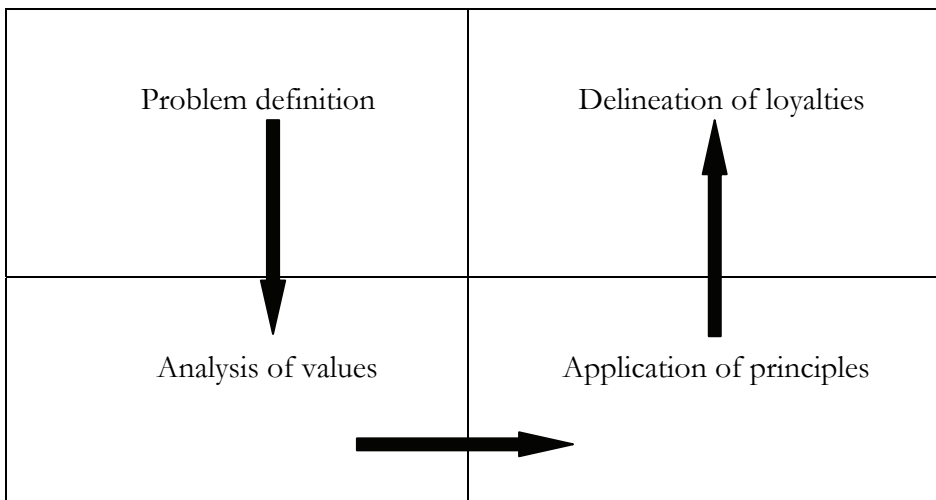 Problem definition
Delineation of loyalties
Analysis of values
Application of principles